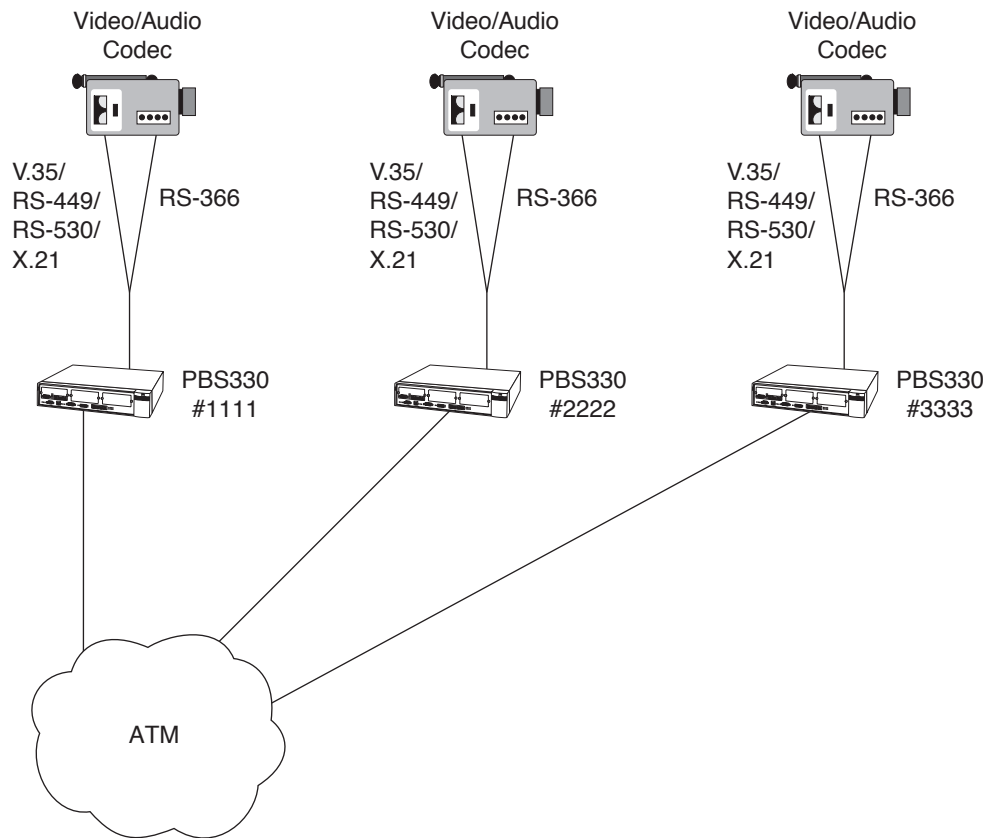 Video/Audio
Codec
Video/Audio
Codec
Video/Audio
Codec
V.35/
RS-449/
RS-530/
X.21
RS-366
V.35/
RS-449/
RS-530/
X.21
RS-366
V.35/
RS-449/
RS-530/
X.21
RS-366
PBS330
#1111
PBS330
#2222
PBS330
#3333
ATM